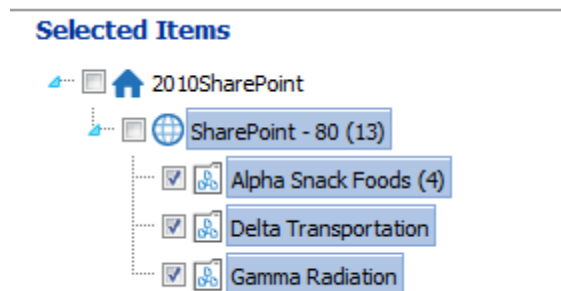 Selected Items
2010SharePoint
SharePoint - 80 (13)
Alpha Snack Foods (4)
Delta Transportation
Gamma Radiation